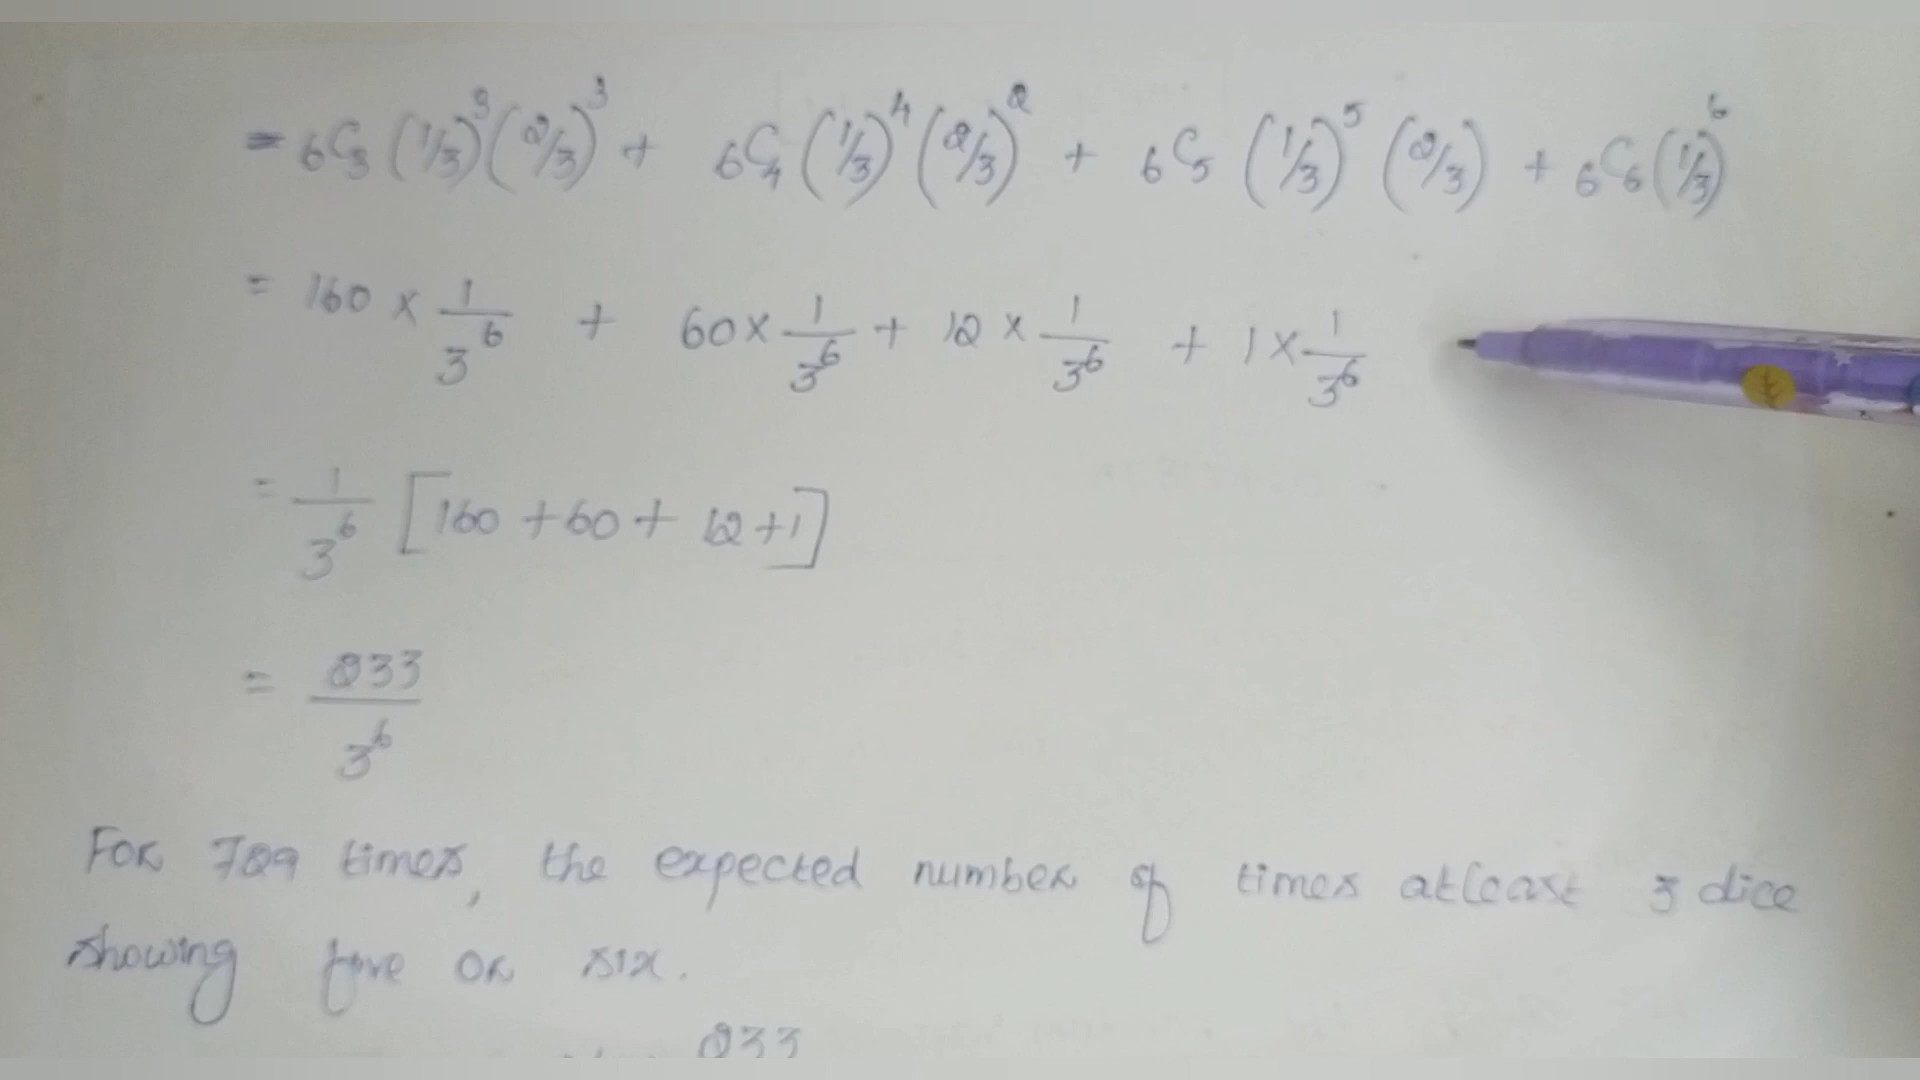 = 6C3 (1/3)^3 (2/3)^3 + 6C4 (1/3)^4 (2/3)^2 + 6C5 (1/3)^5 (2/3) + 6C6 (1/3)^6
= 160 × 1/3^6 + 60 × 1/3^6 + 12 × 1/3^6 + 1 × 1/3^6
= 1/3^6 [160 + 60 + 12 + 1]
= 233/3^6
For 729 times, the expected number of times atleast 3 dice
showing five or six.
233